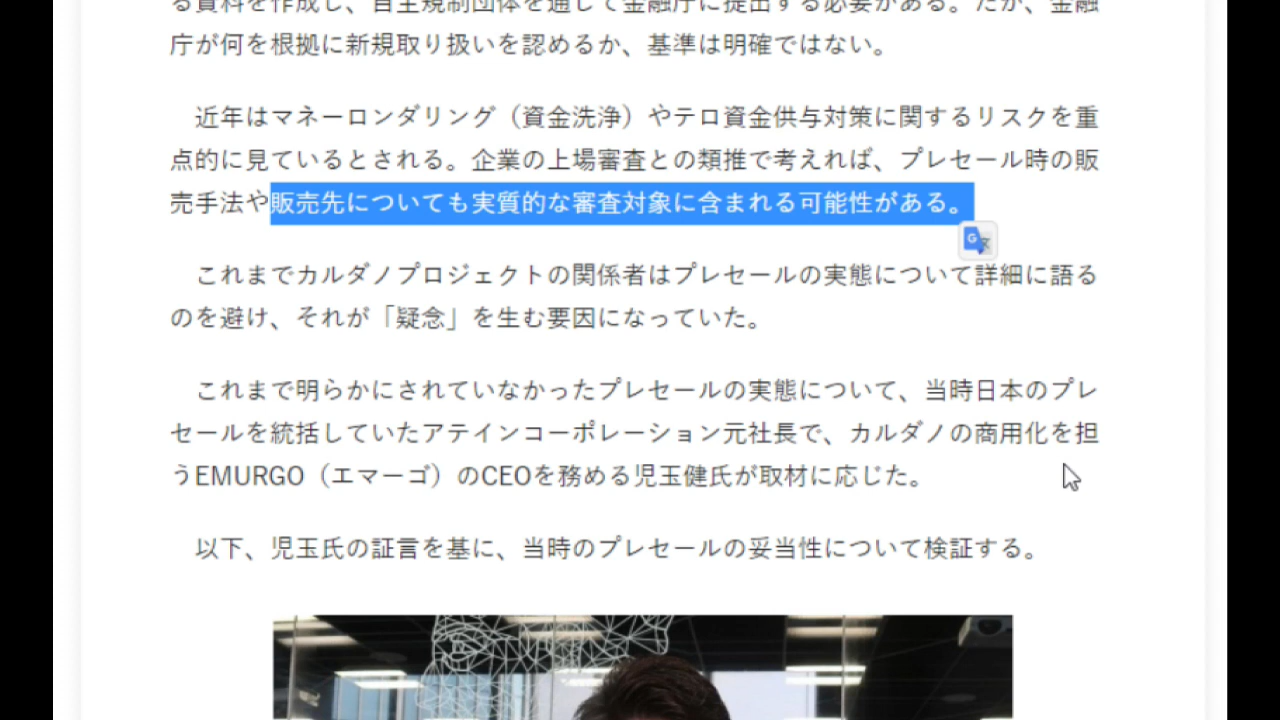 る資料を作成し、自主規制団体を通じて金融庁に提出する必要がある。だが、金融
庁が何を根拠に新規取り扱いを認めるか、基準は明確ではない。
近年はマネーロンダリング（資金洗浄）やテロ資金供与対策に関するリスクを重
点的に見ているとされる。企業の上場審査との類推で考えれば、プレセール時の販
売手法や販売先についても実質的な審査対象に含まれる可能性がある。
これまでカルダノプロジェクトの関係者はプレセールの実態について詳細に語る
のを避け、それが「疑念」を生む要因になっていた。
これまで明らかにされていなかったプレセールの実態について、当時日本のプレ
セールを統括していたアテインコーポレーション元社長で、カルダノの商用化を担
うEMURGO（エマーゴ）のCEOを務める児玉健氏が取材に応じた。
以下、児玉氏の証言を基に、当時のプレセールの妥当性について検証する。